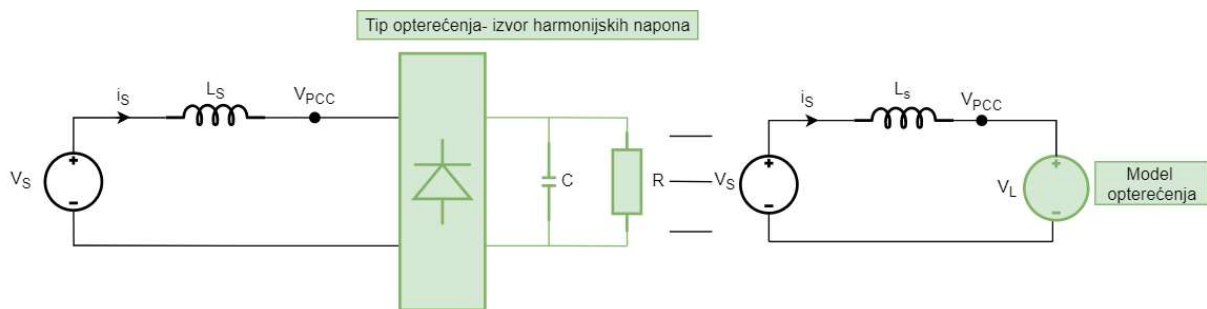 Tip opterećenja- izvor harmonijskih napona
iS
LS
VPCC
VS
C
R
iS
Ls
VPCC
VS
VL
Model
opterećenja